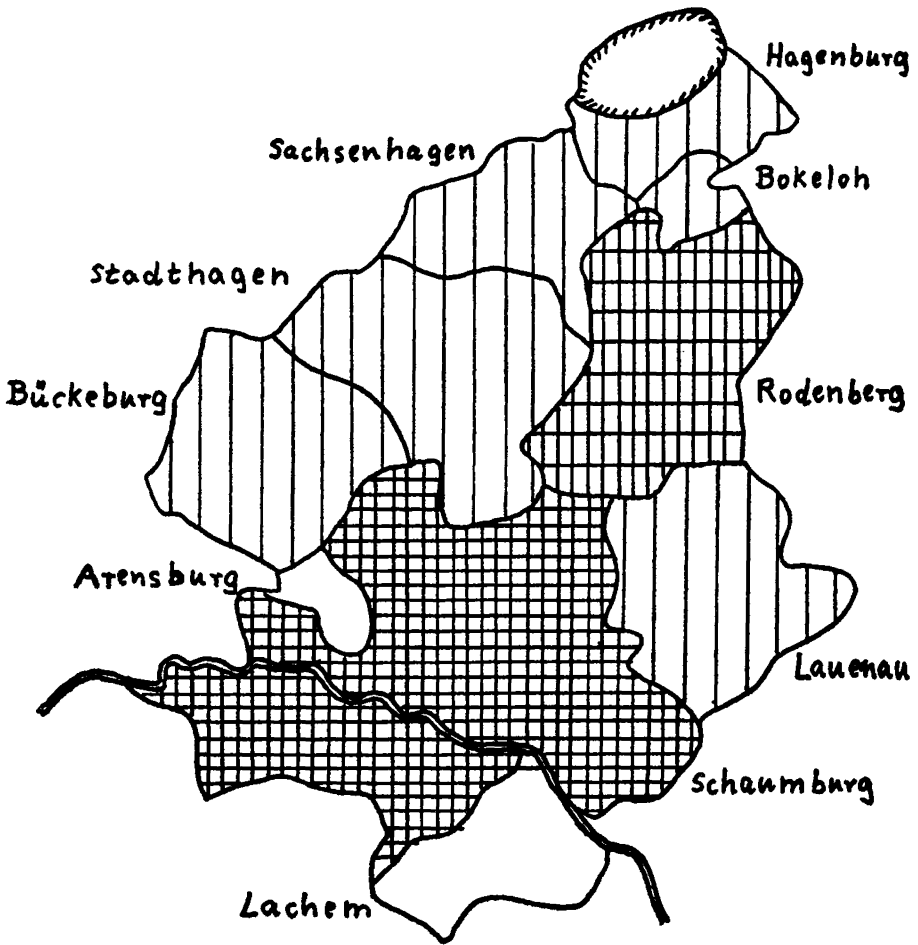 Hagenburg
Sachsenhagen
Bokeloh
Stadthagen
Bückeburg
Rodenberg
Arensburg
Lauenau
Schaumburg
Lachem